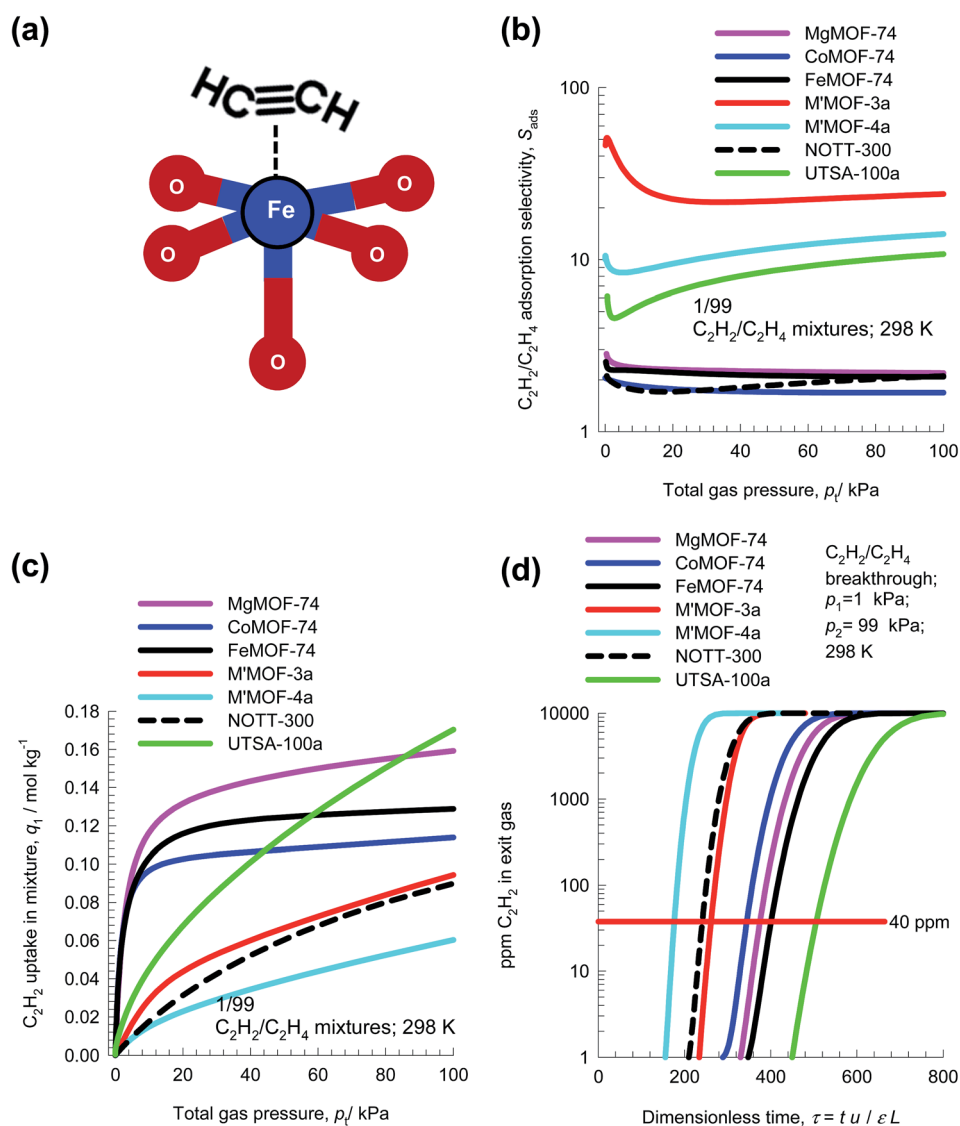 (a)
HC≡CH
Fe
O
O
O
O
O
(b)
MgMOF-74
CoMOF-74
FeMOF-74
M'MOF-3a
M'MOF-4a
NOTT-300
UTSA-100a
C₂H₂/C₂H₄ adsorption selectivity, Sads
100
10
1
1/99
C₂H₂/C₂H₄ mixtures; 298 K
0 20 40 60 80 100
Total gas pressure, pt/ kPa
(c)
MgMOF-74
CoMOF-74
FeMOF-74
M'MOF-3a
M'MOF-4a
NOTT-300
UTSA-100a
C₂H₂ uptake in mixture, q₁ / mol kg⁻¹
0.18
0.16
0.14
0.12
0.10
0.08
0.06
0.04
0.02
0.00
1/99
C₂H₂/C₂H₄ mixtures; 298 K
0 20 40 60 80 100
Total gas pressure, pt/ kPa
(d)
MgMOF-74
CoMOF-74
FeMOF-74
M'MOF-3a
M'MOF-4a
NOTT-300
UTSA-100a
C₂H₂/C₂H₄
breakthrough;
p₁=1 kPa;
p₂= 99 kPa;
298 K
ppm C₂H₂ in exit gas
10000
1000
100
10
1
40 ppm
0 200 400 600 800
Dimensionless time, τ = t u / ε L